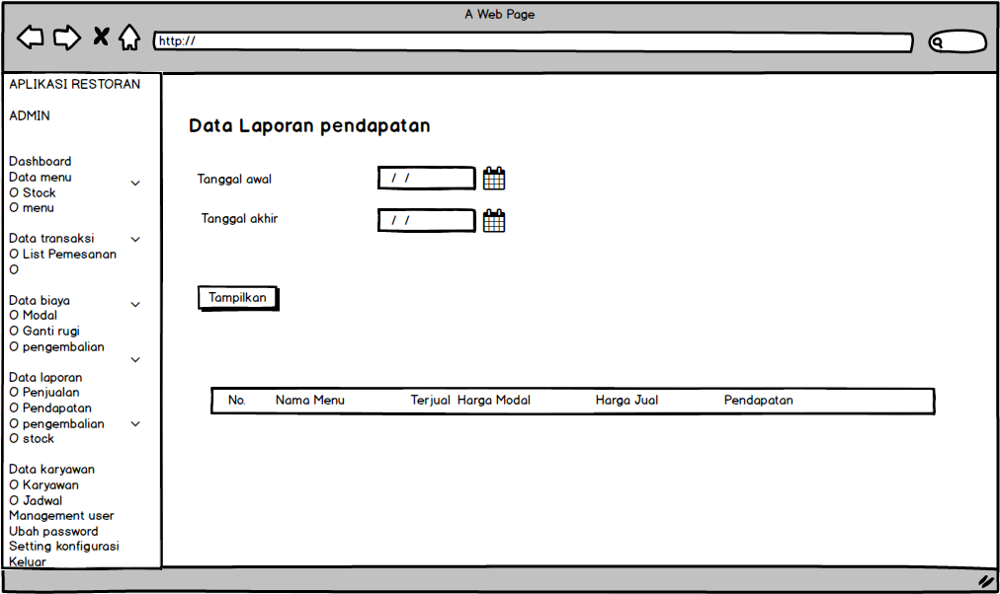 A Web Page
http://
APLIKASI RESTORAN
ADMIN
Dashboard
Data menu
O Stock
O menu
Data transaksi
O List Pemesanan
O
Data biaya
O Modal
O Ganti rugi
O pengembalian
Data laporan
O Penjualan
O Pendapatan
O pengembalian
O stock
Data karyawan
O Karyawan
O Jadwal
Management user
Ubah password
Setting konfigurasi
Keluar
Data Laporan pendapatan
Tanggal awal / /
Tanggal akhir / /
Tampilkan
No. Nama Menu Terjual Harga Modal Harga Jual Pendapatan